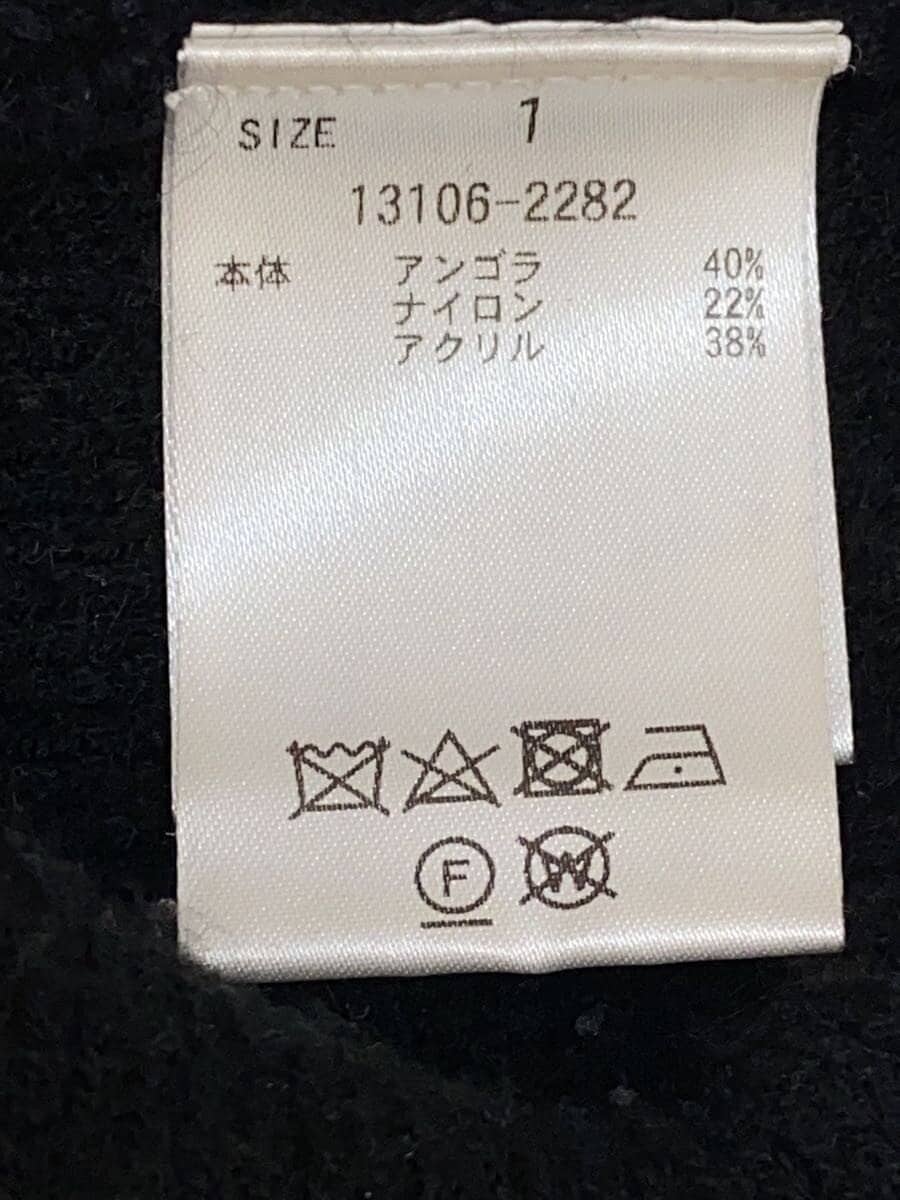 SIZE 1
13106-2282
本体 アンゴラ 40%
ナイロン 22%
アクリル 38%
F W